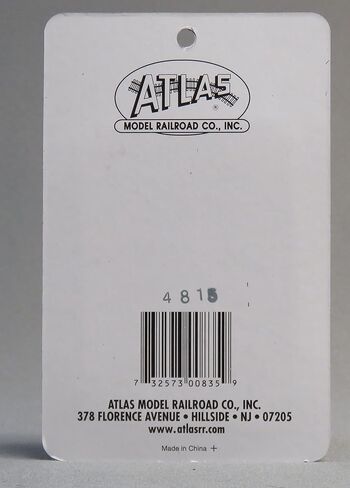 ATLAS
®
MODEL RAILROAD CO., INC.
4815
7 32573 00835 9
ATLAS MODEL RAILROAD CO., INC.
378 FLORENCE AVENUE • HILLSIDE • NJ • 07205
www.atlasrr.com
Made in China +